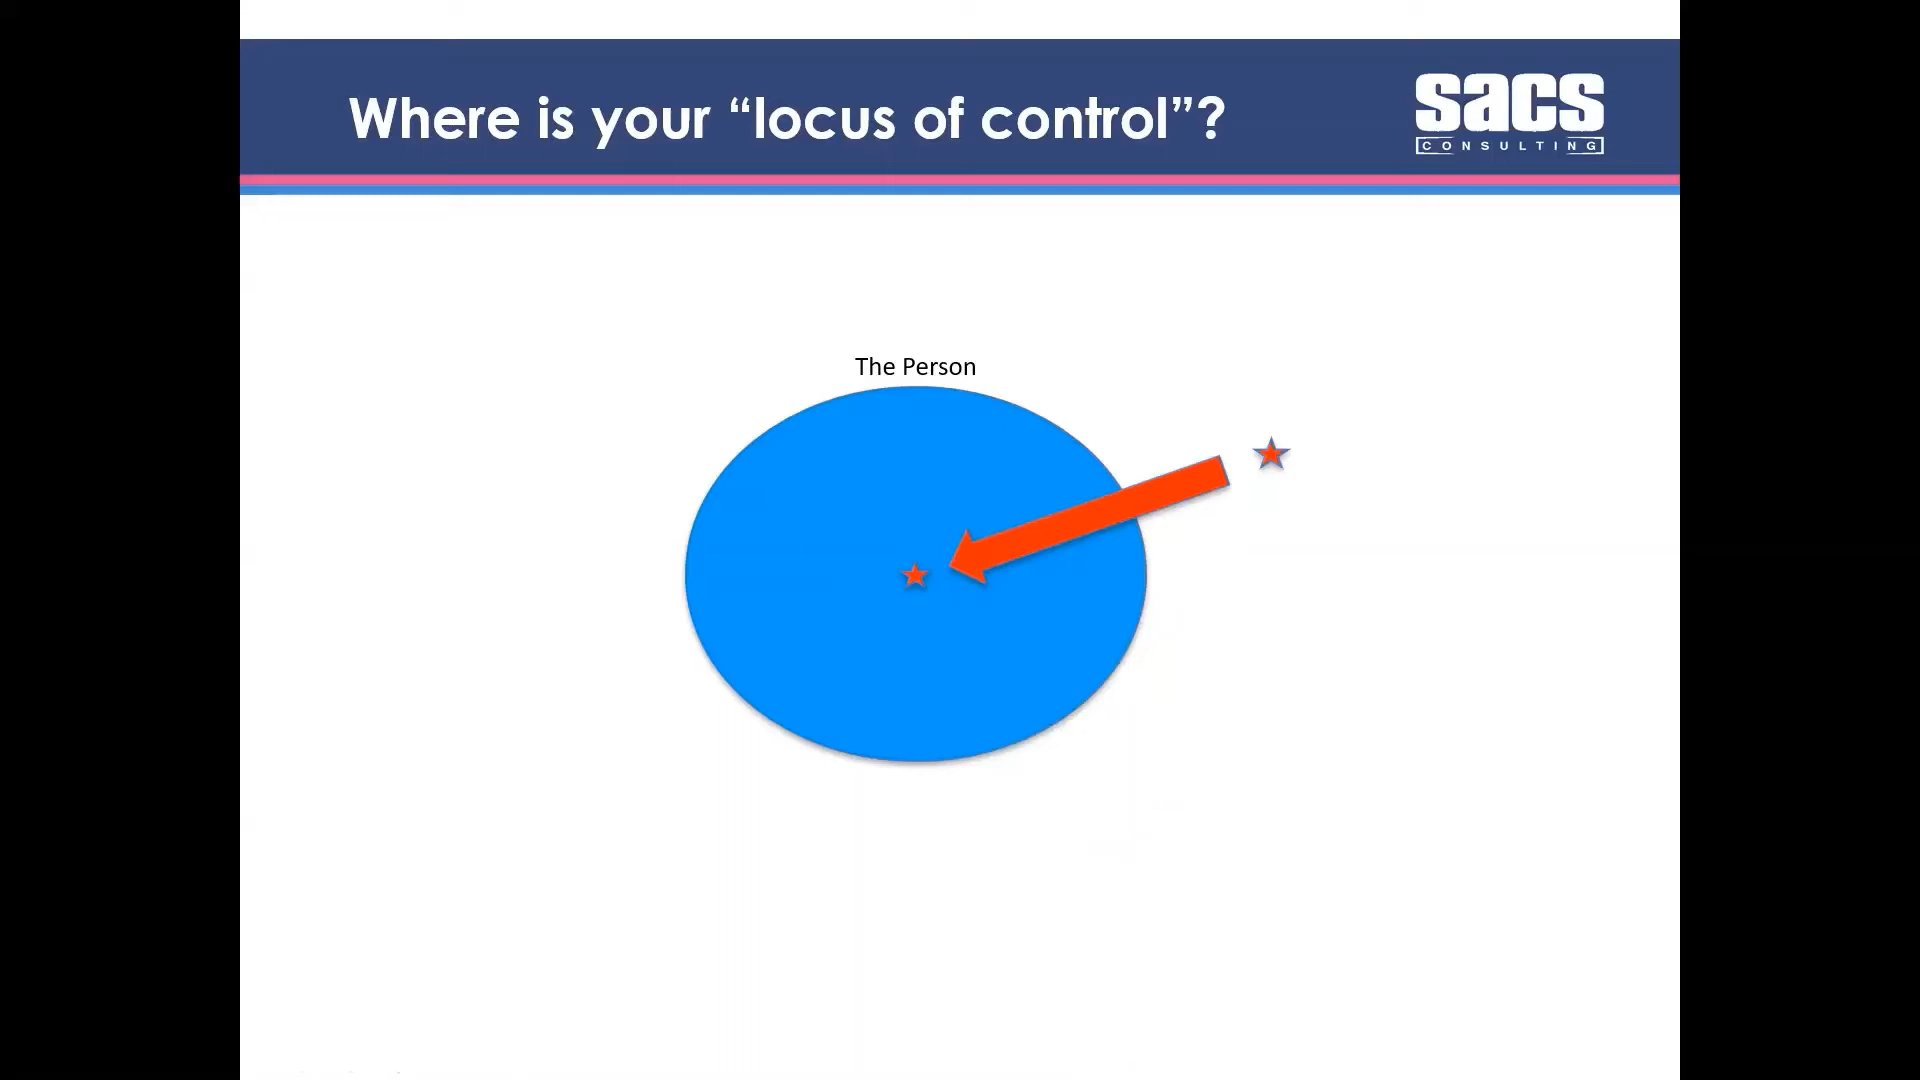 Where is your “locus of control”?
sacs
CONSULTING
The Person